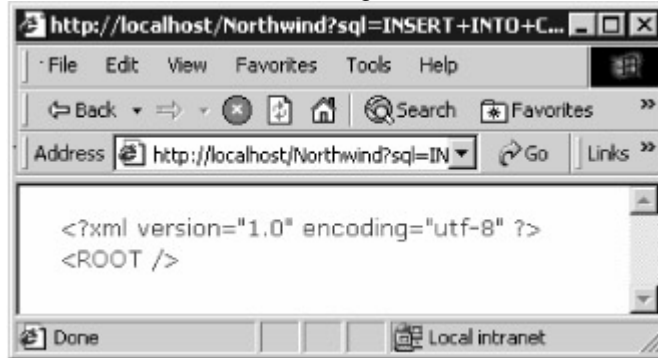 http://localhost/Northwind?sql=INSERT+INTO+C...
File Edit View Favorites Tools Help
Back Search Favorites »
Address http://localhost/Northwind?sql=IN Go Links »
<?xml version="1.0" encoding="utf-8" ?>
<ROOT />
Done Local intranet